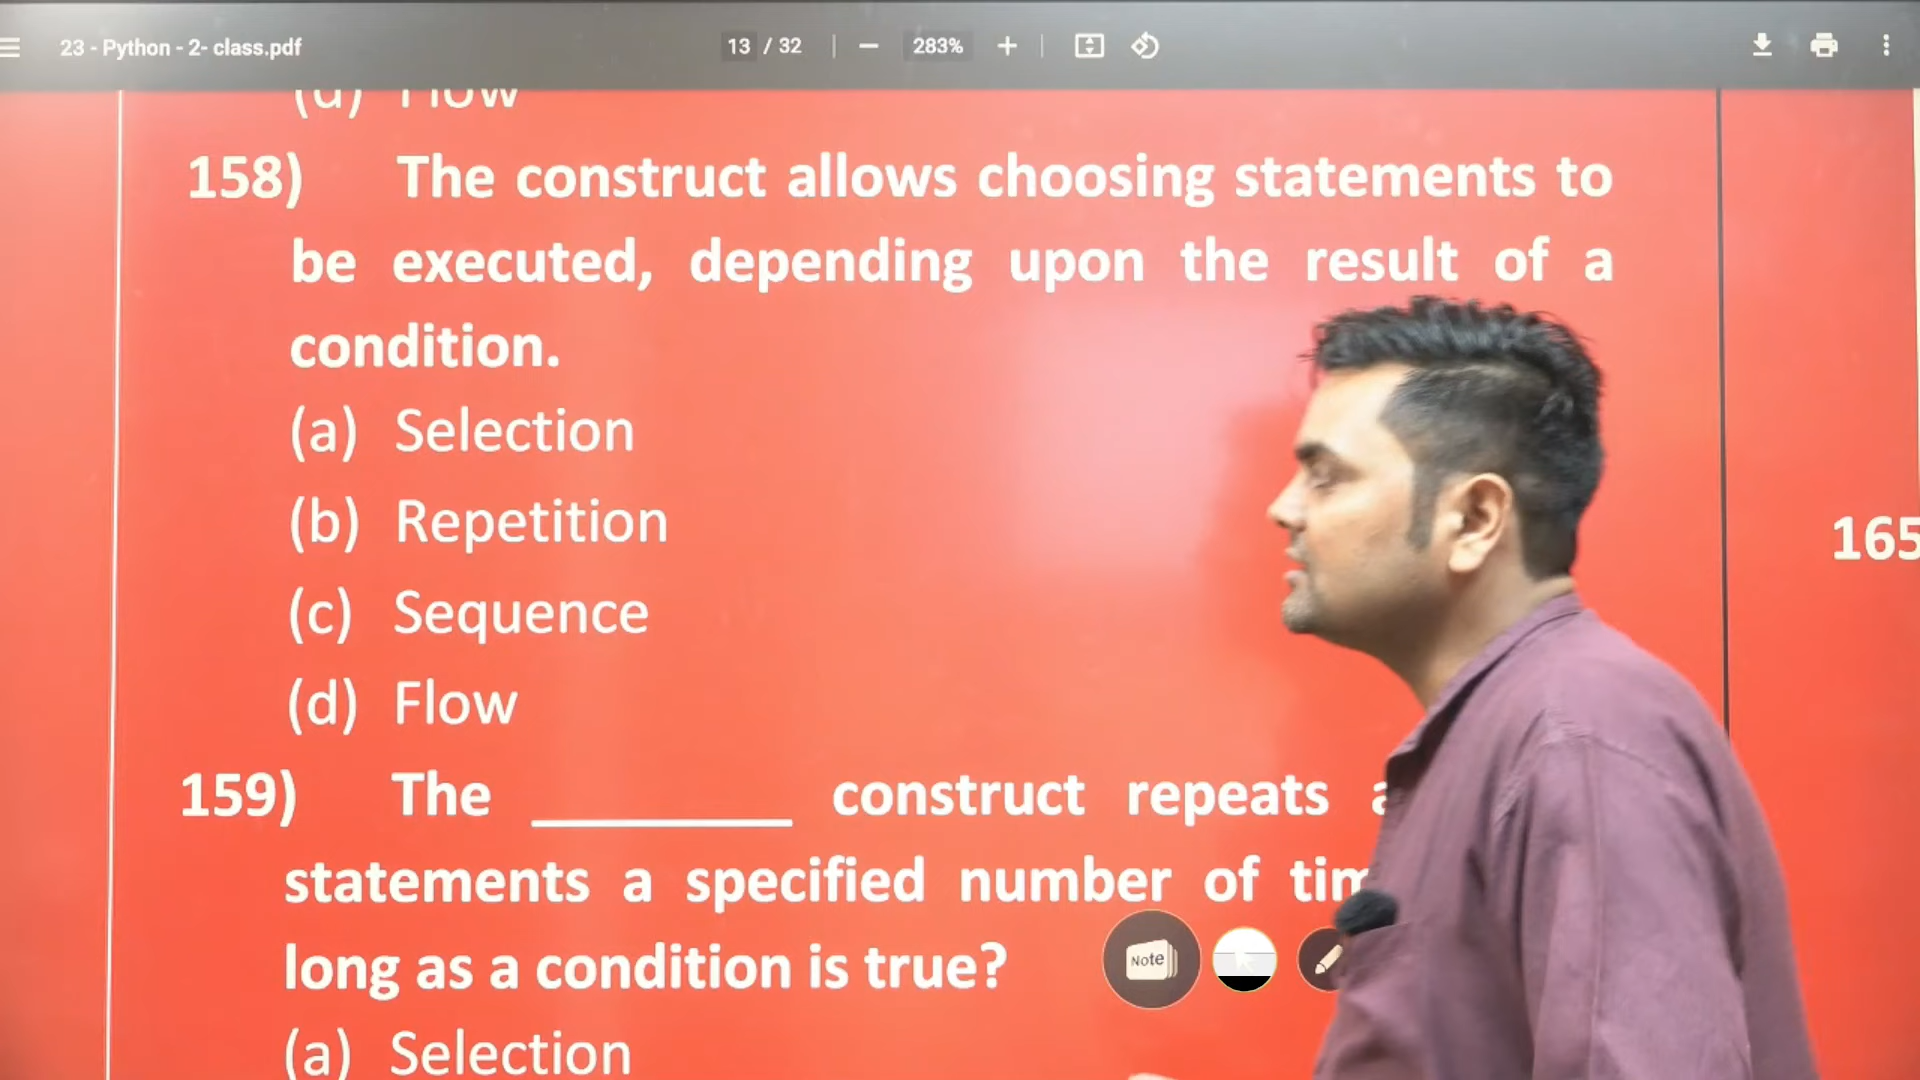 23 - Python - 2- class.pdf
13 / 32
283%
(d) Flow
158) The construct allows choosing statements to
be executed, depending upon the result of a
condition.
(a) Selection
(b) Repetition
(c) Sequence
(d) Flow
159) The ________ construct repeats
statements a specified number of
long as a condition is true?
(a) Selection
165
Note